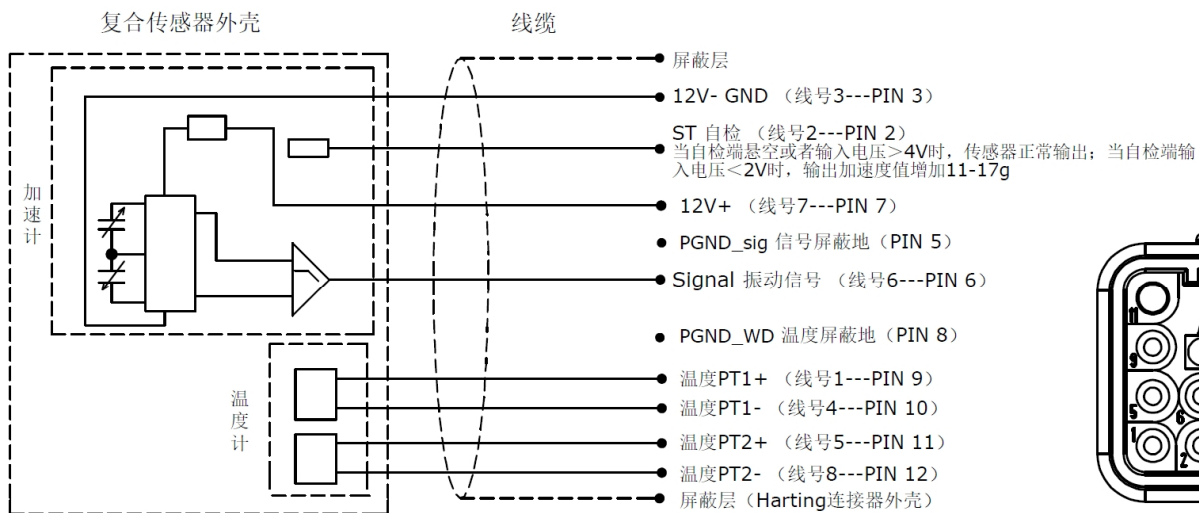 复合传感器外壳
线缆
屏蔽层
12V- GND （线号3---PIN 3）
ST 自检 （线号2---PIN 2）
当自检端悬空或者输入电压＞4V时，传感器正常输出；当自检端输
入电压＜2V时，输出加速度值增加11-17g
加速计
12V+ （线号7---PIN 7）
PGND_sig 信号屏蔽地（PIN 5）
Signal 振动信号 （线号6---PIN 6）
PGND_WD 温度屏蔽地（PIN 8）
温度计
温度PT1+ （线号1---PIN 9）
温度PT1- （线号4---PIN 10）
温度PT2+ （线号5---PIN 11）
温度PT2- （线号8---PIN 12）
屏蔽层（Harting连接器外壳）
11
9
5
6
1
2